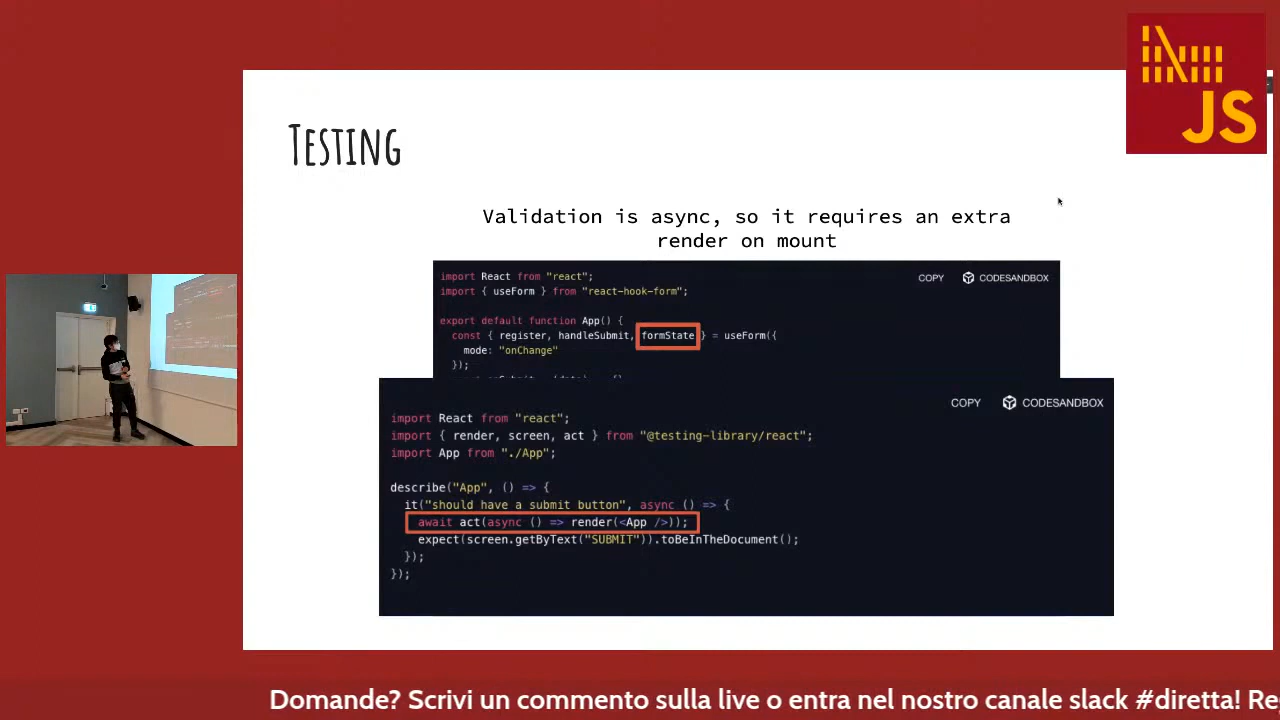 JS
Testing
Validation is async, so it requires an extra
render on mount
import React from "react";
COPY CODESANDBOX
import { useForm } from "react-hook-form";
export default function App() {
const { register, handleSubmit, formState } = useForm({
mode: "onChange"
});
COPY CODESANDBOX
import React from "react";
import { render, screen, act } from "@testing-library/react";
import App from "./App";
describe("App", () => {
it("should have a submit button", async () => {
await act(async () => render(<App />));
expect(screen.getByText("SUBMIT")).toBeInTheDocument();
});
});
Domande? Scrivi un commento sulla live o entra nel nostro canale slack #diretta! Re